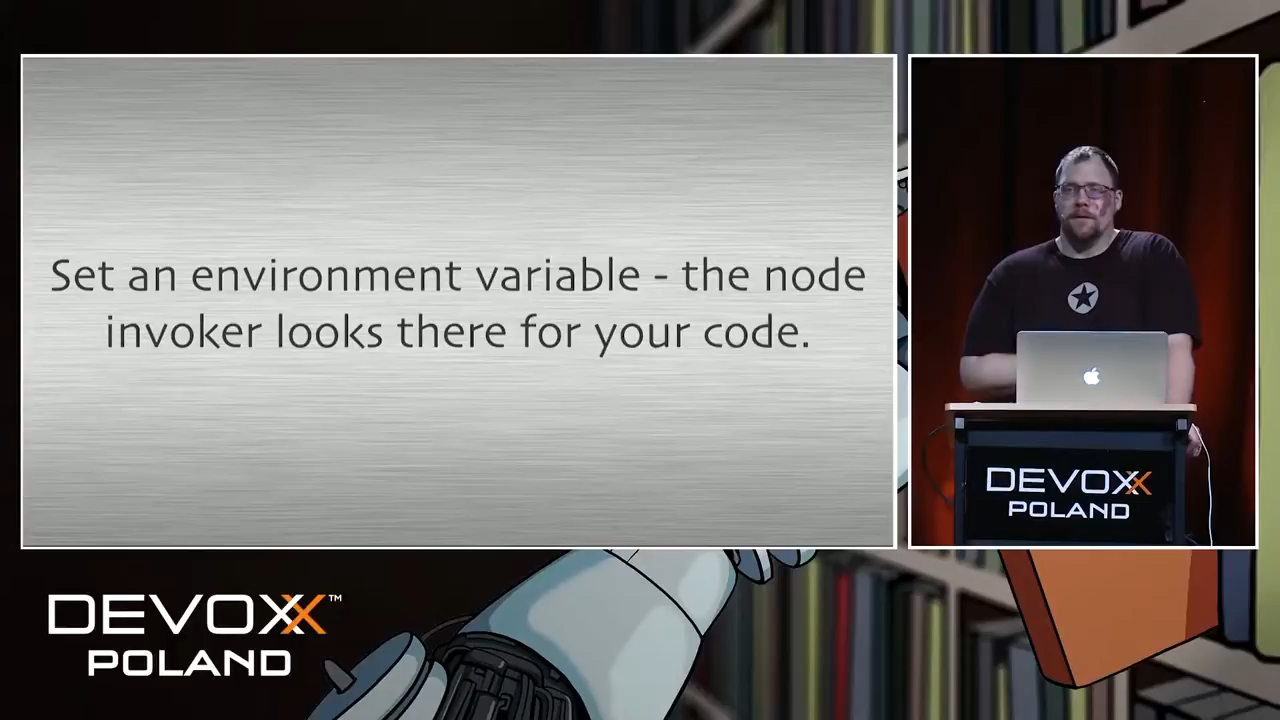 Set an environment variable - the node
invoker looks there for your code.
DEVOXX
POLAND
DEVOXX™
POLAND